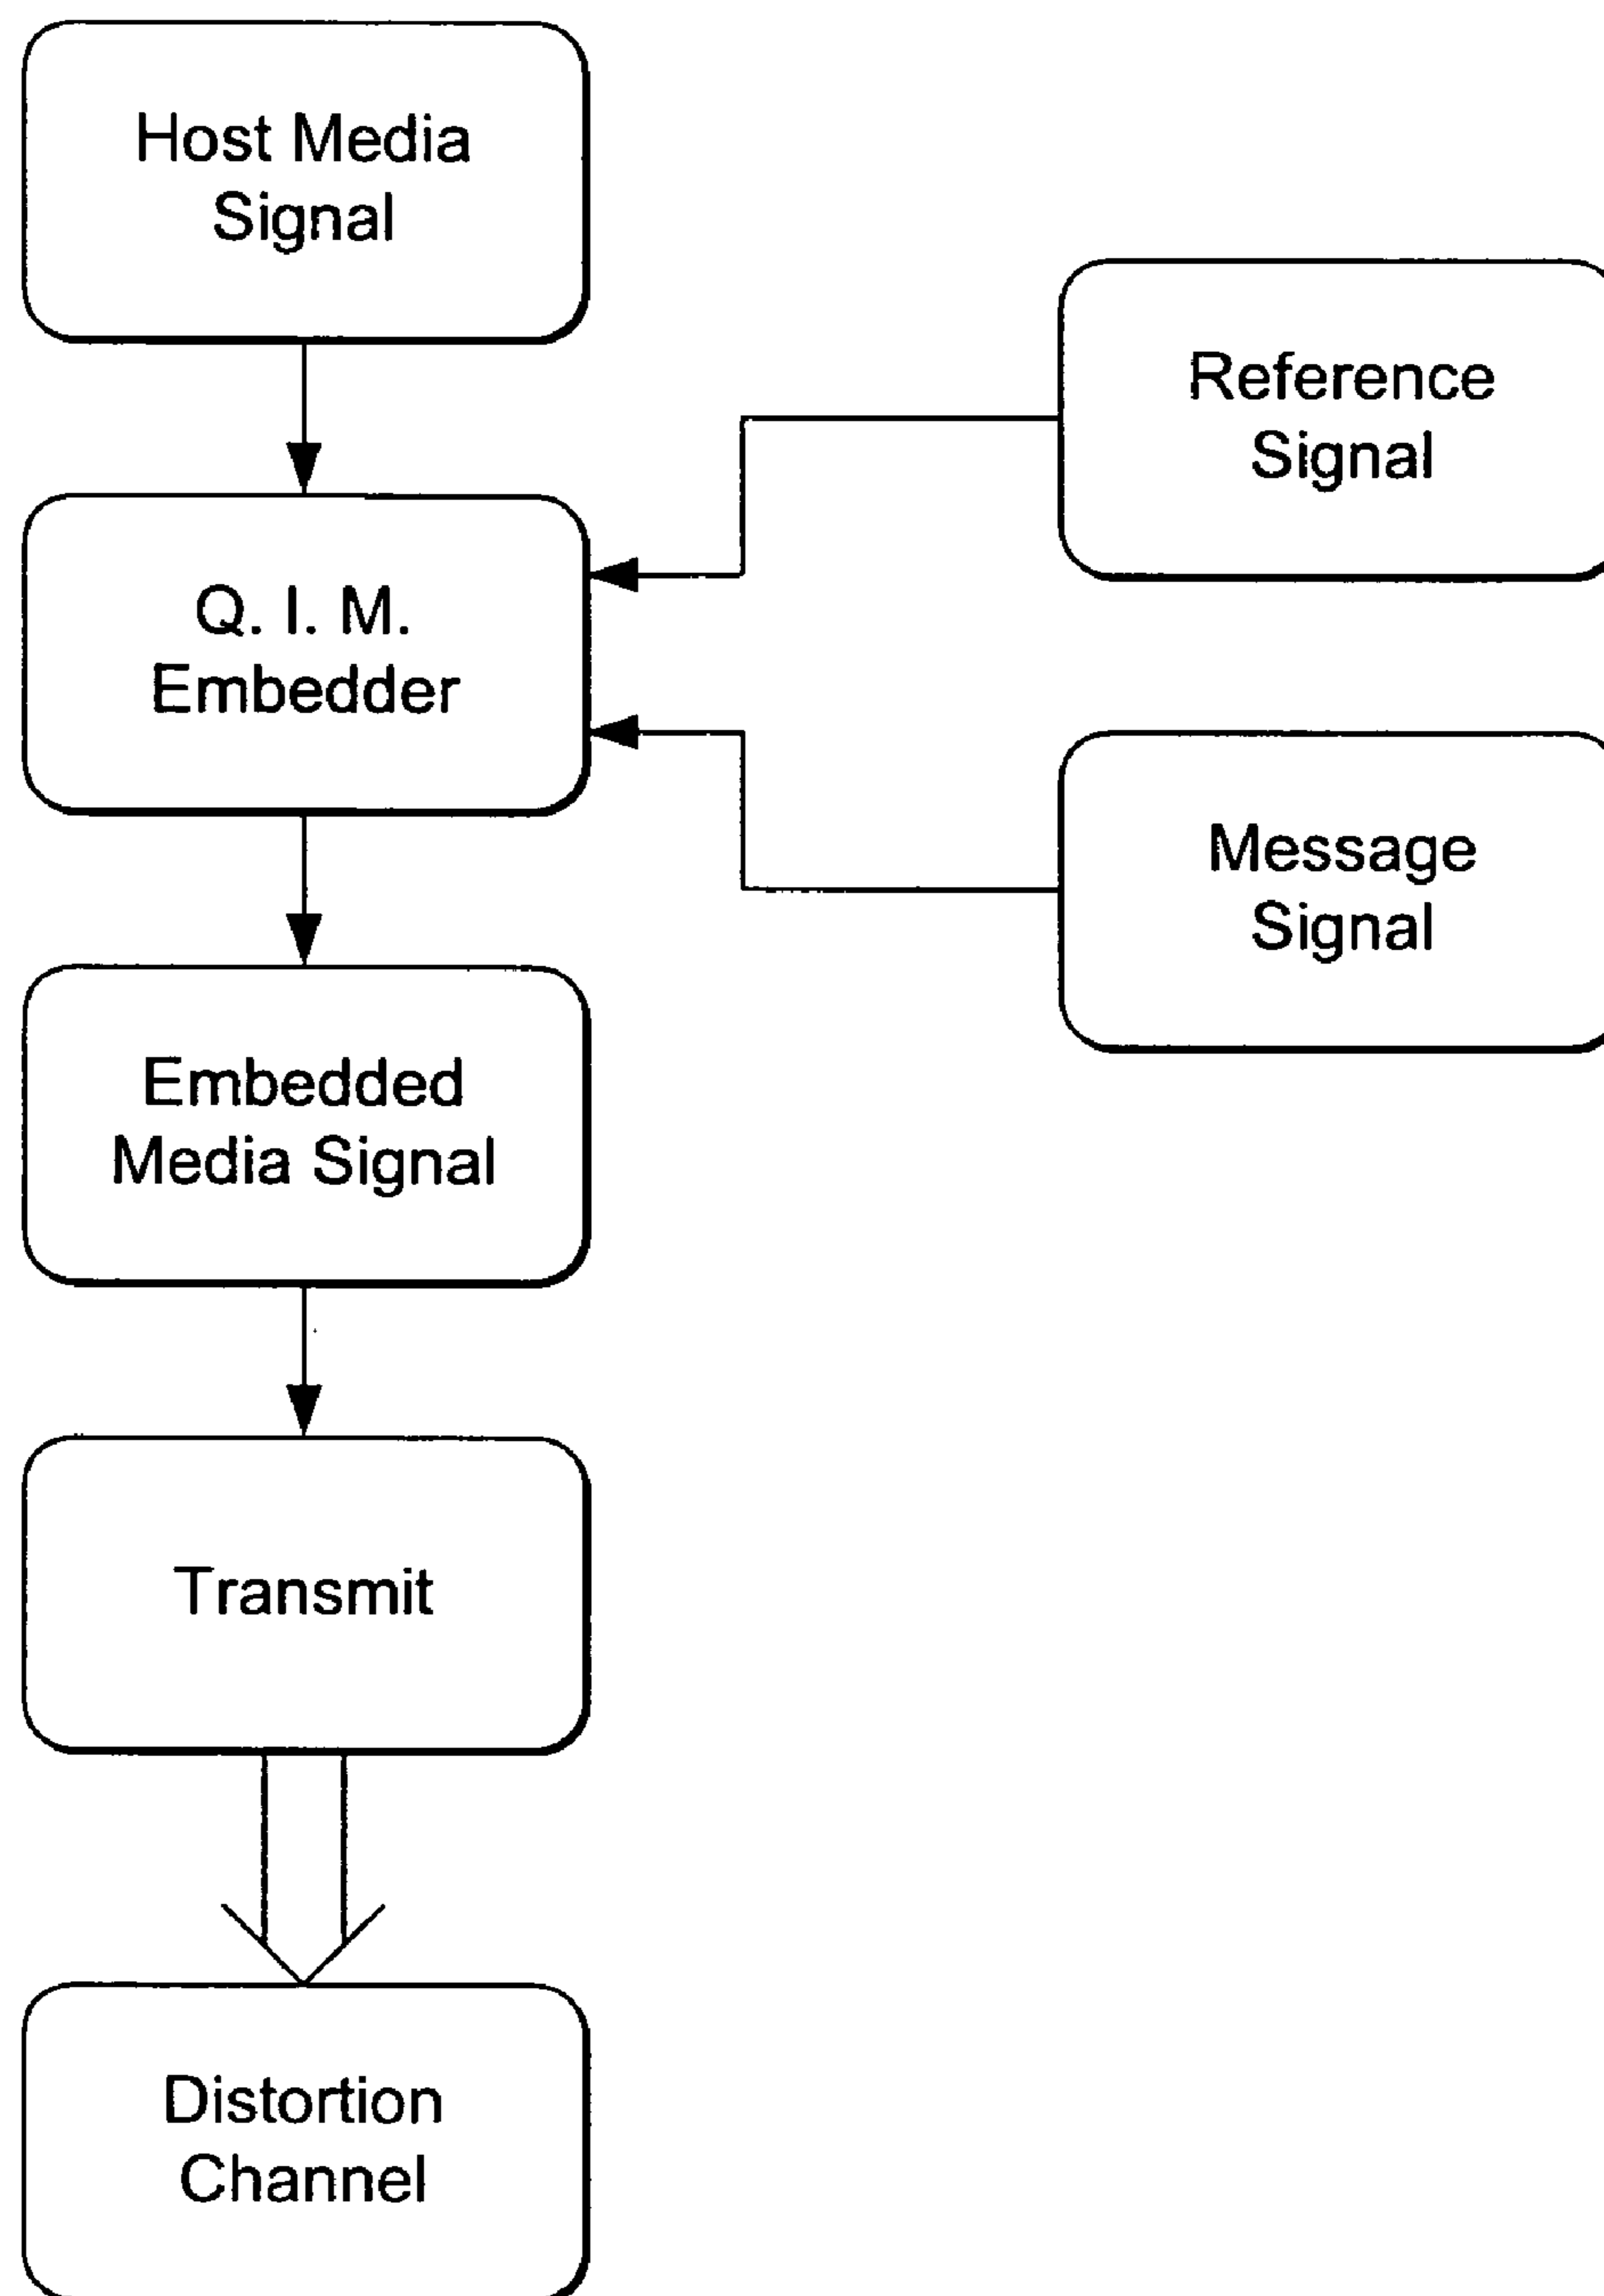 Host Media
Signal
Reference
Signal
Q. I. M.
Embedder
Message
Signal
Embedded
Media Signal
Transmit
Distortion
Channel